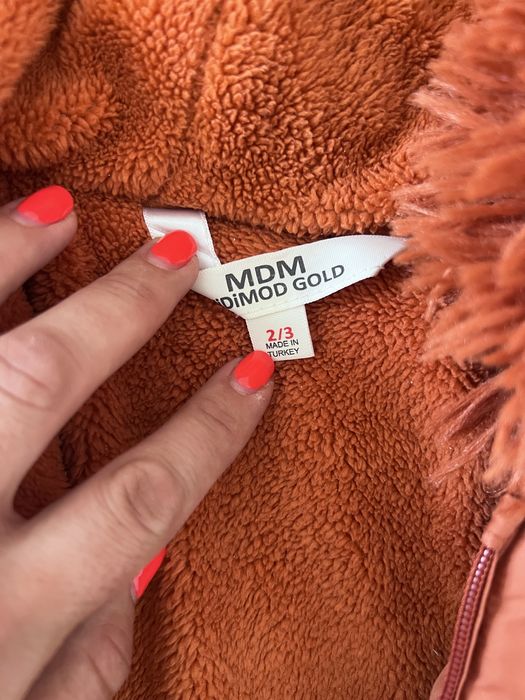 MDM
DiMOD GOLD
2/3
MADE IN
TURKEY